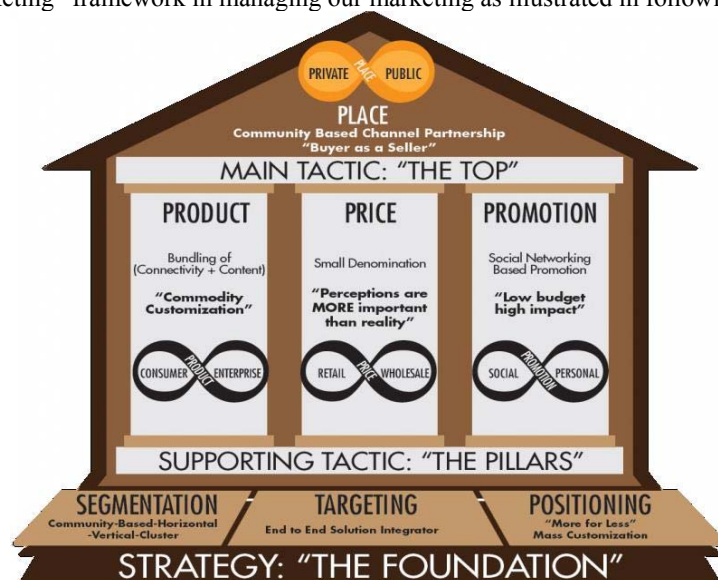 keting" framework in managing our marketing as illustrated in follow
PRIVATE PLACE PUBLIC
PLACE
Community Based Channel Partnership
"Buyer as a Seller"
MAIN TACTIC: "THE TOP"
PRODUCT
Bundling of
(Connectivity + Content)
"Commodity
Customization"
CONSUMER PRODUCT ENTERPRISE
PRICE
Small Denomination
"Perceptions are
MORE important
than reality"
RETAIL PRICE WHOLESALE
PROMOTION
Social Networking
Based Promotion
"Low budget
high impact"
SOCIAL PROMOTION PERSONAL
SUPPORTING TACTIC: "THE PILLARS"
SEGMENTATION
Community-Based-Horizontal
-Vertical-Cluster
TARGETING
End to End Solution Integrator
POSITIONING
"More for Less"
Mass Customization
STRATEGY: "THE FOUNDATION"